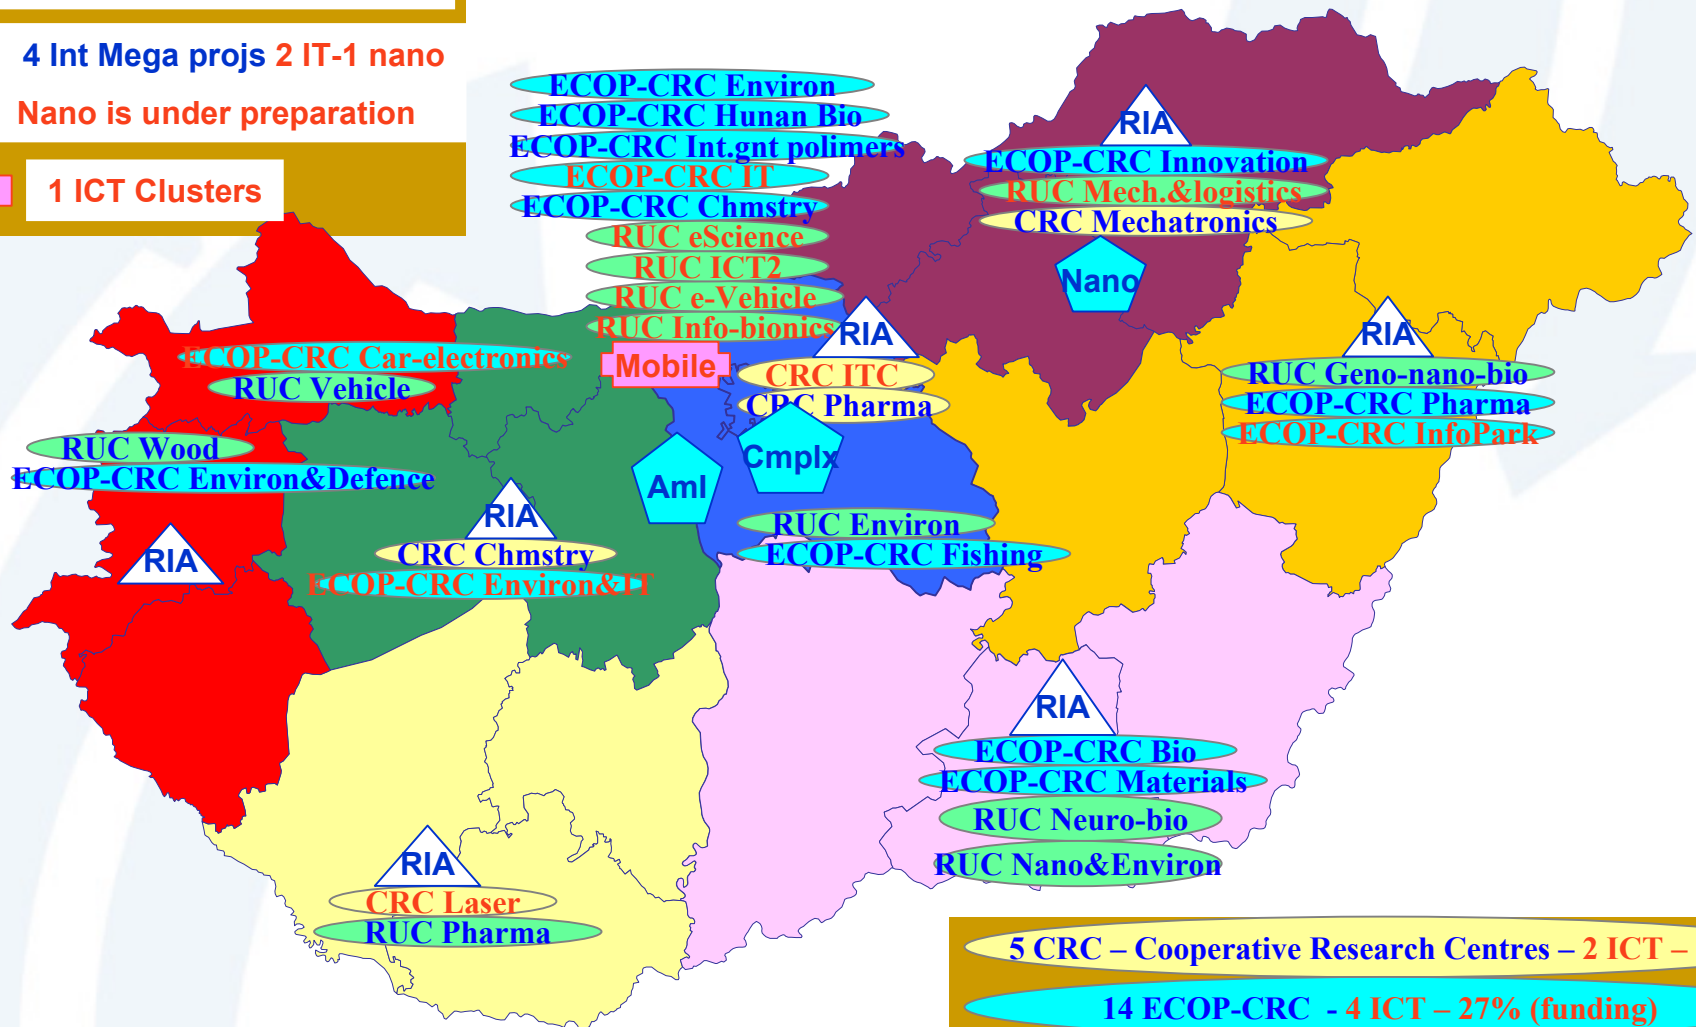 4 Int Mega projs 2 IT-1 nano
Nano is under preparation
1 ICT Clusters
ECOP-CRC Environ
ECOP-CRC Hunan Bio
ECOP-CRC Int.gnt polimers
ECOP-CRC IT
ECOP-CRC Chmstry
RUC eScience
RUC ICT2
RUC e-Vehicle
RUC Info-bionics
Mobile
RIA
ECOP-CRC Innovation
RUC Mech.&logistics
CRC Mechatronics
Nano
RIA
CRC ITC
CRC Pharma
Cmplx
AmI
RUC Environ
ECOP-CRC Fishing
RIA
RUC Geno-nano-bio
ECOP-CRC Pharma
ECOP-CRC InfoPark
ECOP-CRC Car-electronics
RUC Vehicle
RUC Wood
ECOP-CRC Environ&Defence
RIA
RIA
CRC Chmstry
ECOP-CRC Environ&IT
RIA
ECOP-CRC Bio
ECOP-CRC Materials
RUC Neuro-bio
RUC Nano&Environ
RIA
CRC Laser
RUC Pharma
5 CRC – Cooperative Research Centres – 2 ICT –
14 ECOP-CRC - 4 ICT – 27% (funding)